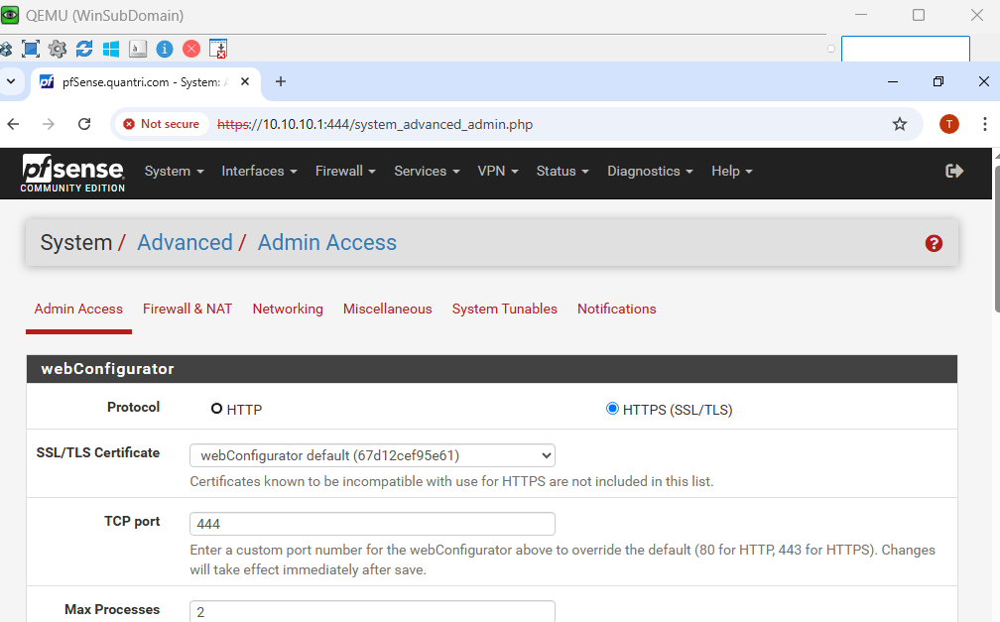 QEMU (WinSubDomain)
pfSense.quantri.com - System: A
Not secure https://10.10.10.1:444/system_advanced_admin.php T
pfsense COMMUNITY EDITION System Interfaces Firewall Services VPN Status Diagnostics Help
System / Advanced / Admin Access
Admin Access Firewall & NAT Networking Miscellaneous System Tunables Notifications
webConfigurator
Protocol HTTP HTTPS (SSL/TLS)
SSL/TLS Certificate webConfigurator default (67d12cef95e61)
Certificates known to be incompatible with use for HTTPS are not included in this list.
TCP port 444
Enter a custom port number for the webConfigurator above to override the default (80 for HTTP, 443 for HTTPS). Changes
will take effect immediately after save.
Max Processes 2